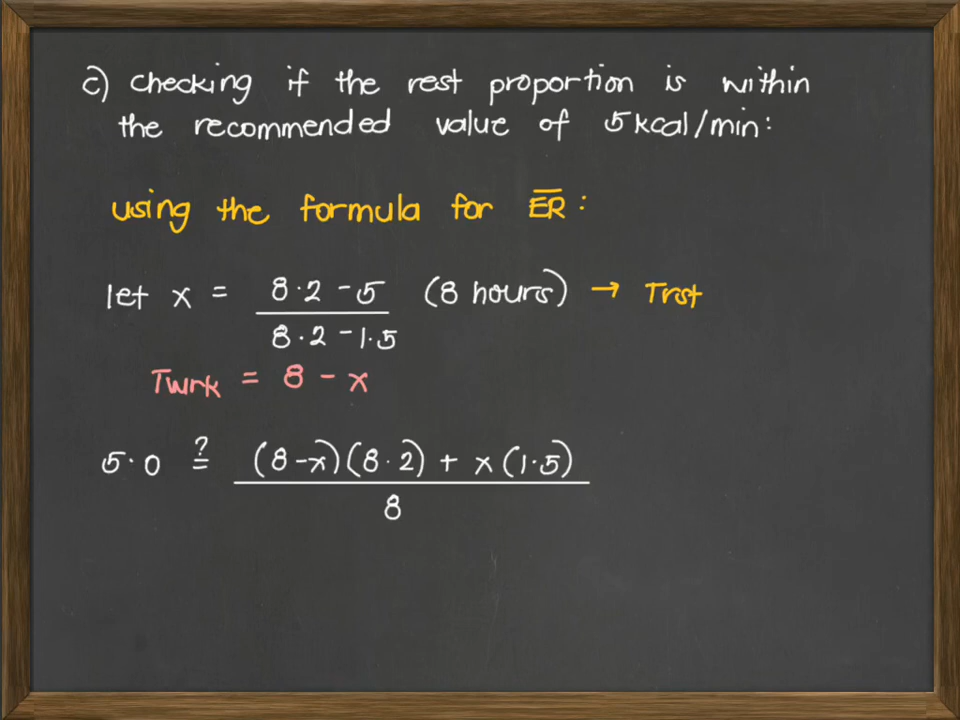 c) checking if the rest proportion is within
the recommended value of 5 kcal/min:
using the formula for E̅R̅ :
let x = 8.2 - 5 / 8.2 - 1.5 (8 hours) → Trst
Twrk = 8 - x
5.0 ≟ (8-x)(8.2) + x(1.5) / 8